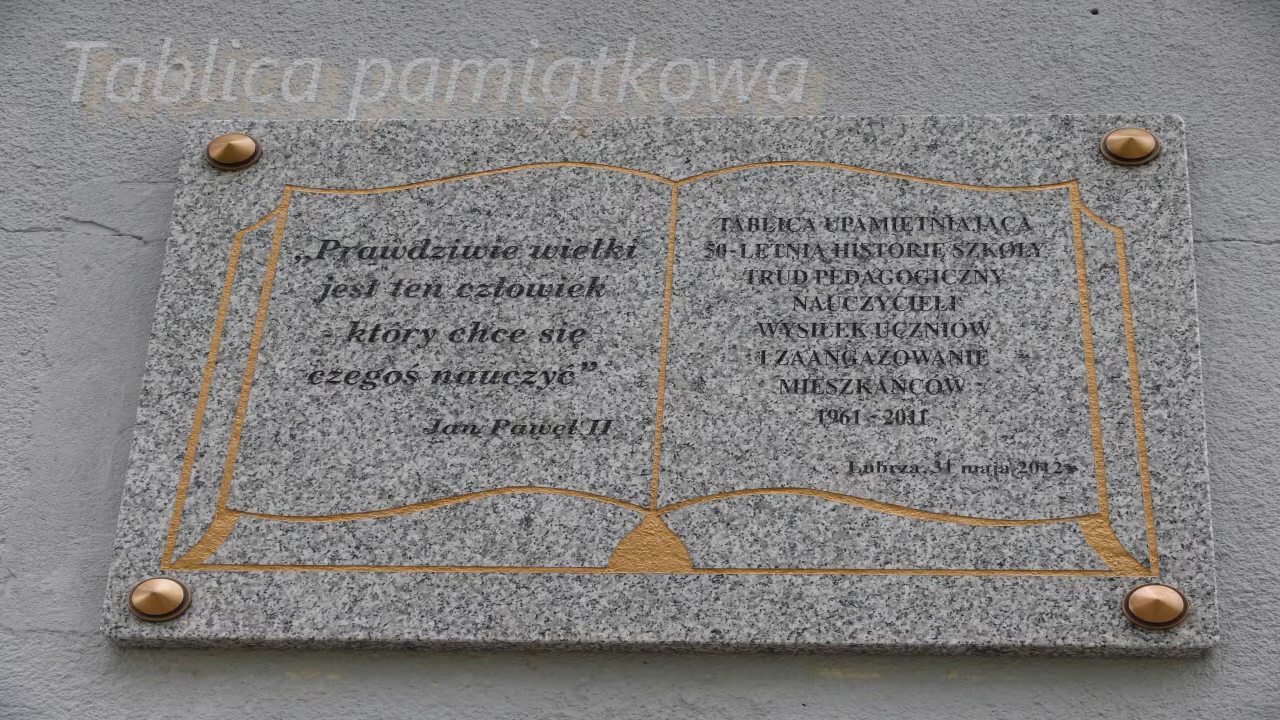 Tablica pamiątkowa
„Prawdziwie wielki
jest ten człowiek
- który chce się
czegoś nauczyć”
Jan Paweł II
TABLICA UPAMIĘTNIAJĄCA
50-LETNIĄ HISTORIĘ SZKOŁY
TRUD PEDAGOGICZNY
NAUCZYCIELI
WYSIŁEK UCZNIÓW
I ZAANGAŻOWANIE
MIESZKAŃCÓW
1961 - 2011
Lubrza, 31 maja 2012r.